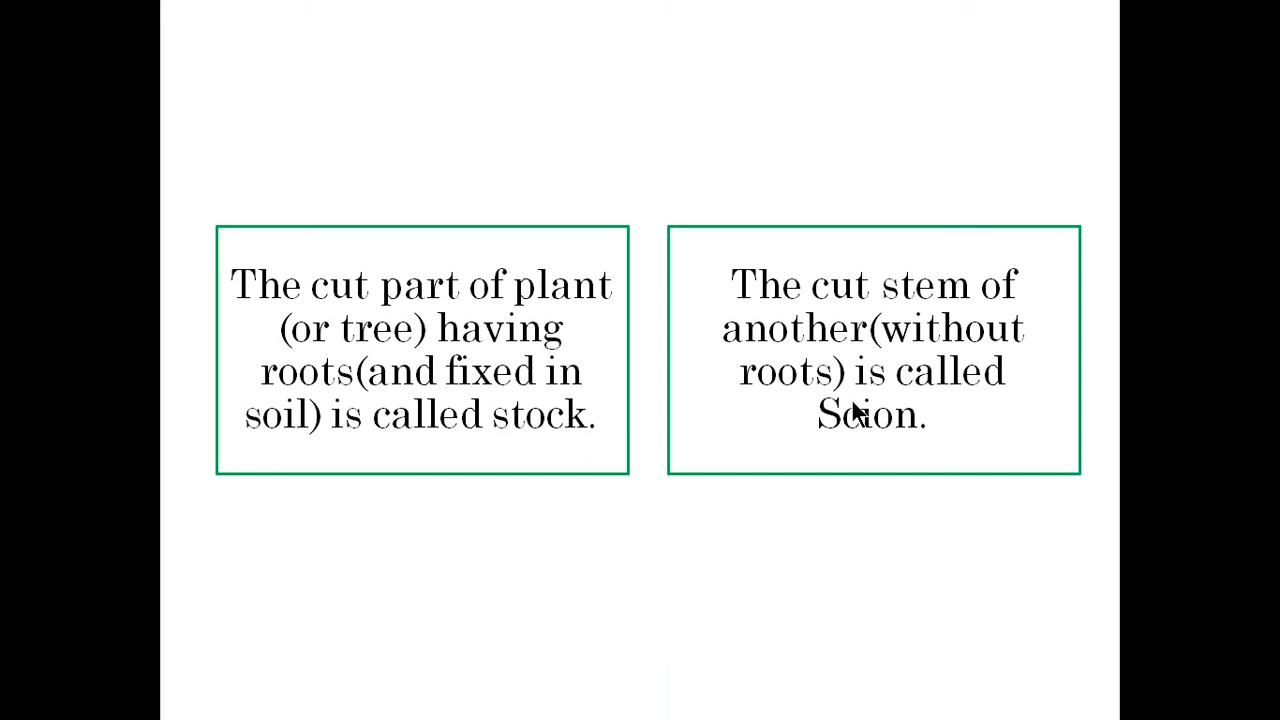 The cut part of plant
(or tree) having
roots(and fixed in
soil) is called stock.
The cut stem of
another(without
roots) is called
Scion.